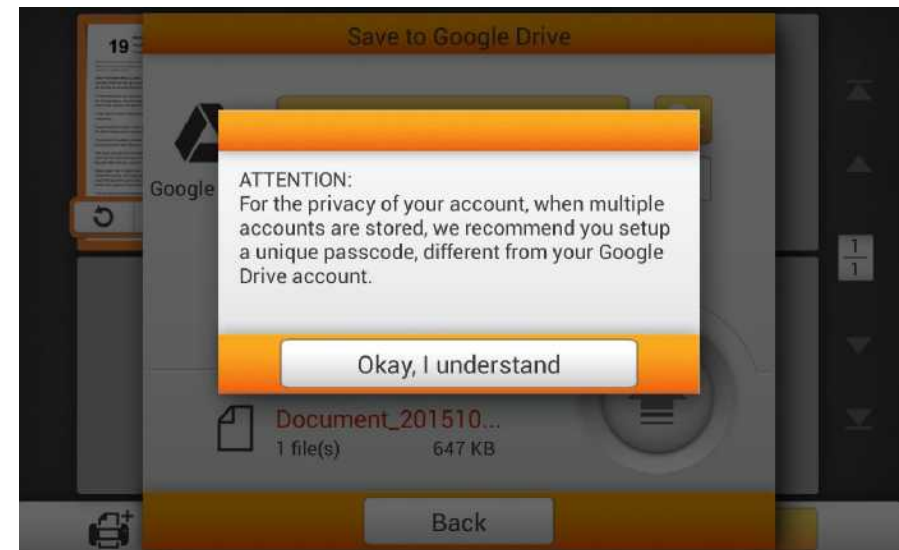 19
Save to Google Drive
Google
ATTENTION:
For the privacy of your account, when multiple
accounts are stored, we recommend you setup
a unique passcode, different from your Google
Drive account.
1
1
Okay, I understand
Document_201510...
1 file(s) 647 KB
Back